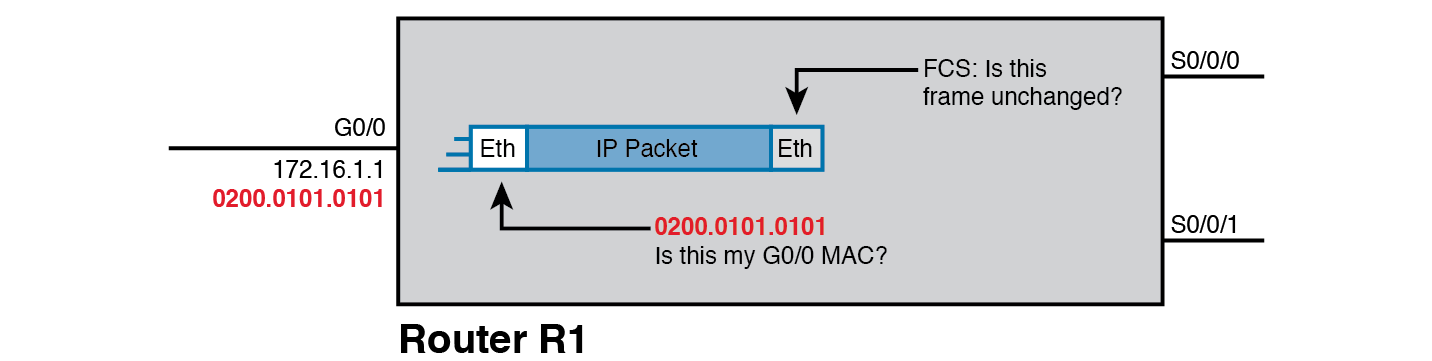 FCS: Is this
frame unchanged?
S0/0/0
G0/0
172.16.1.1
0200.0101.0101
Eth
IP Packet
Eth
0200.0101.0101
Is this my G0/0 MAC?
S0/0/1
Router R1